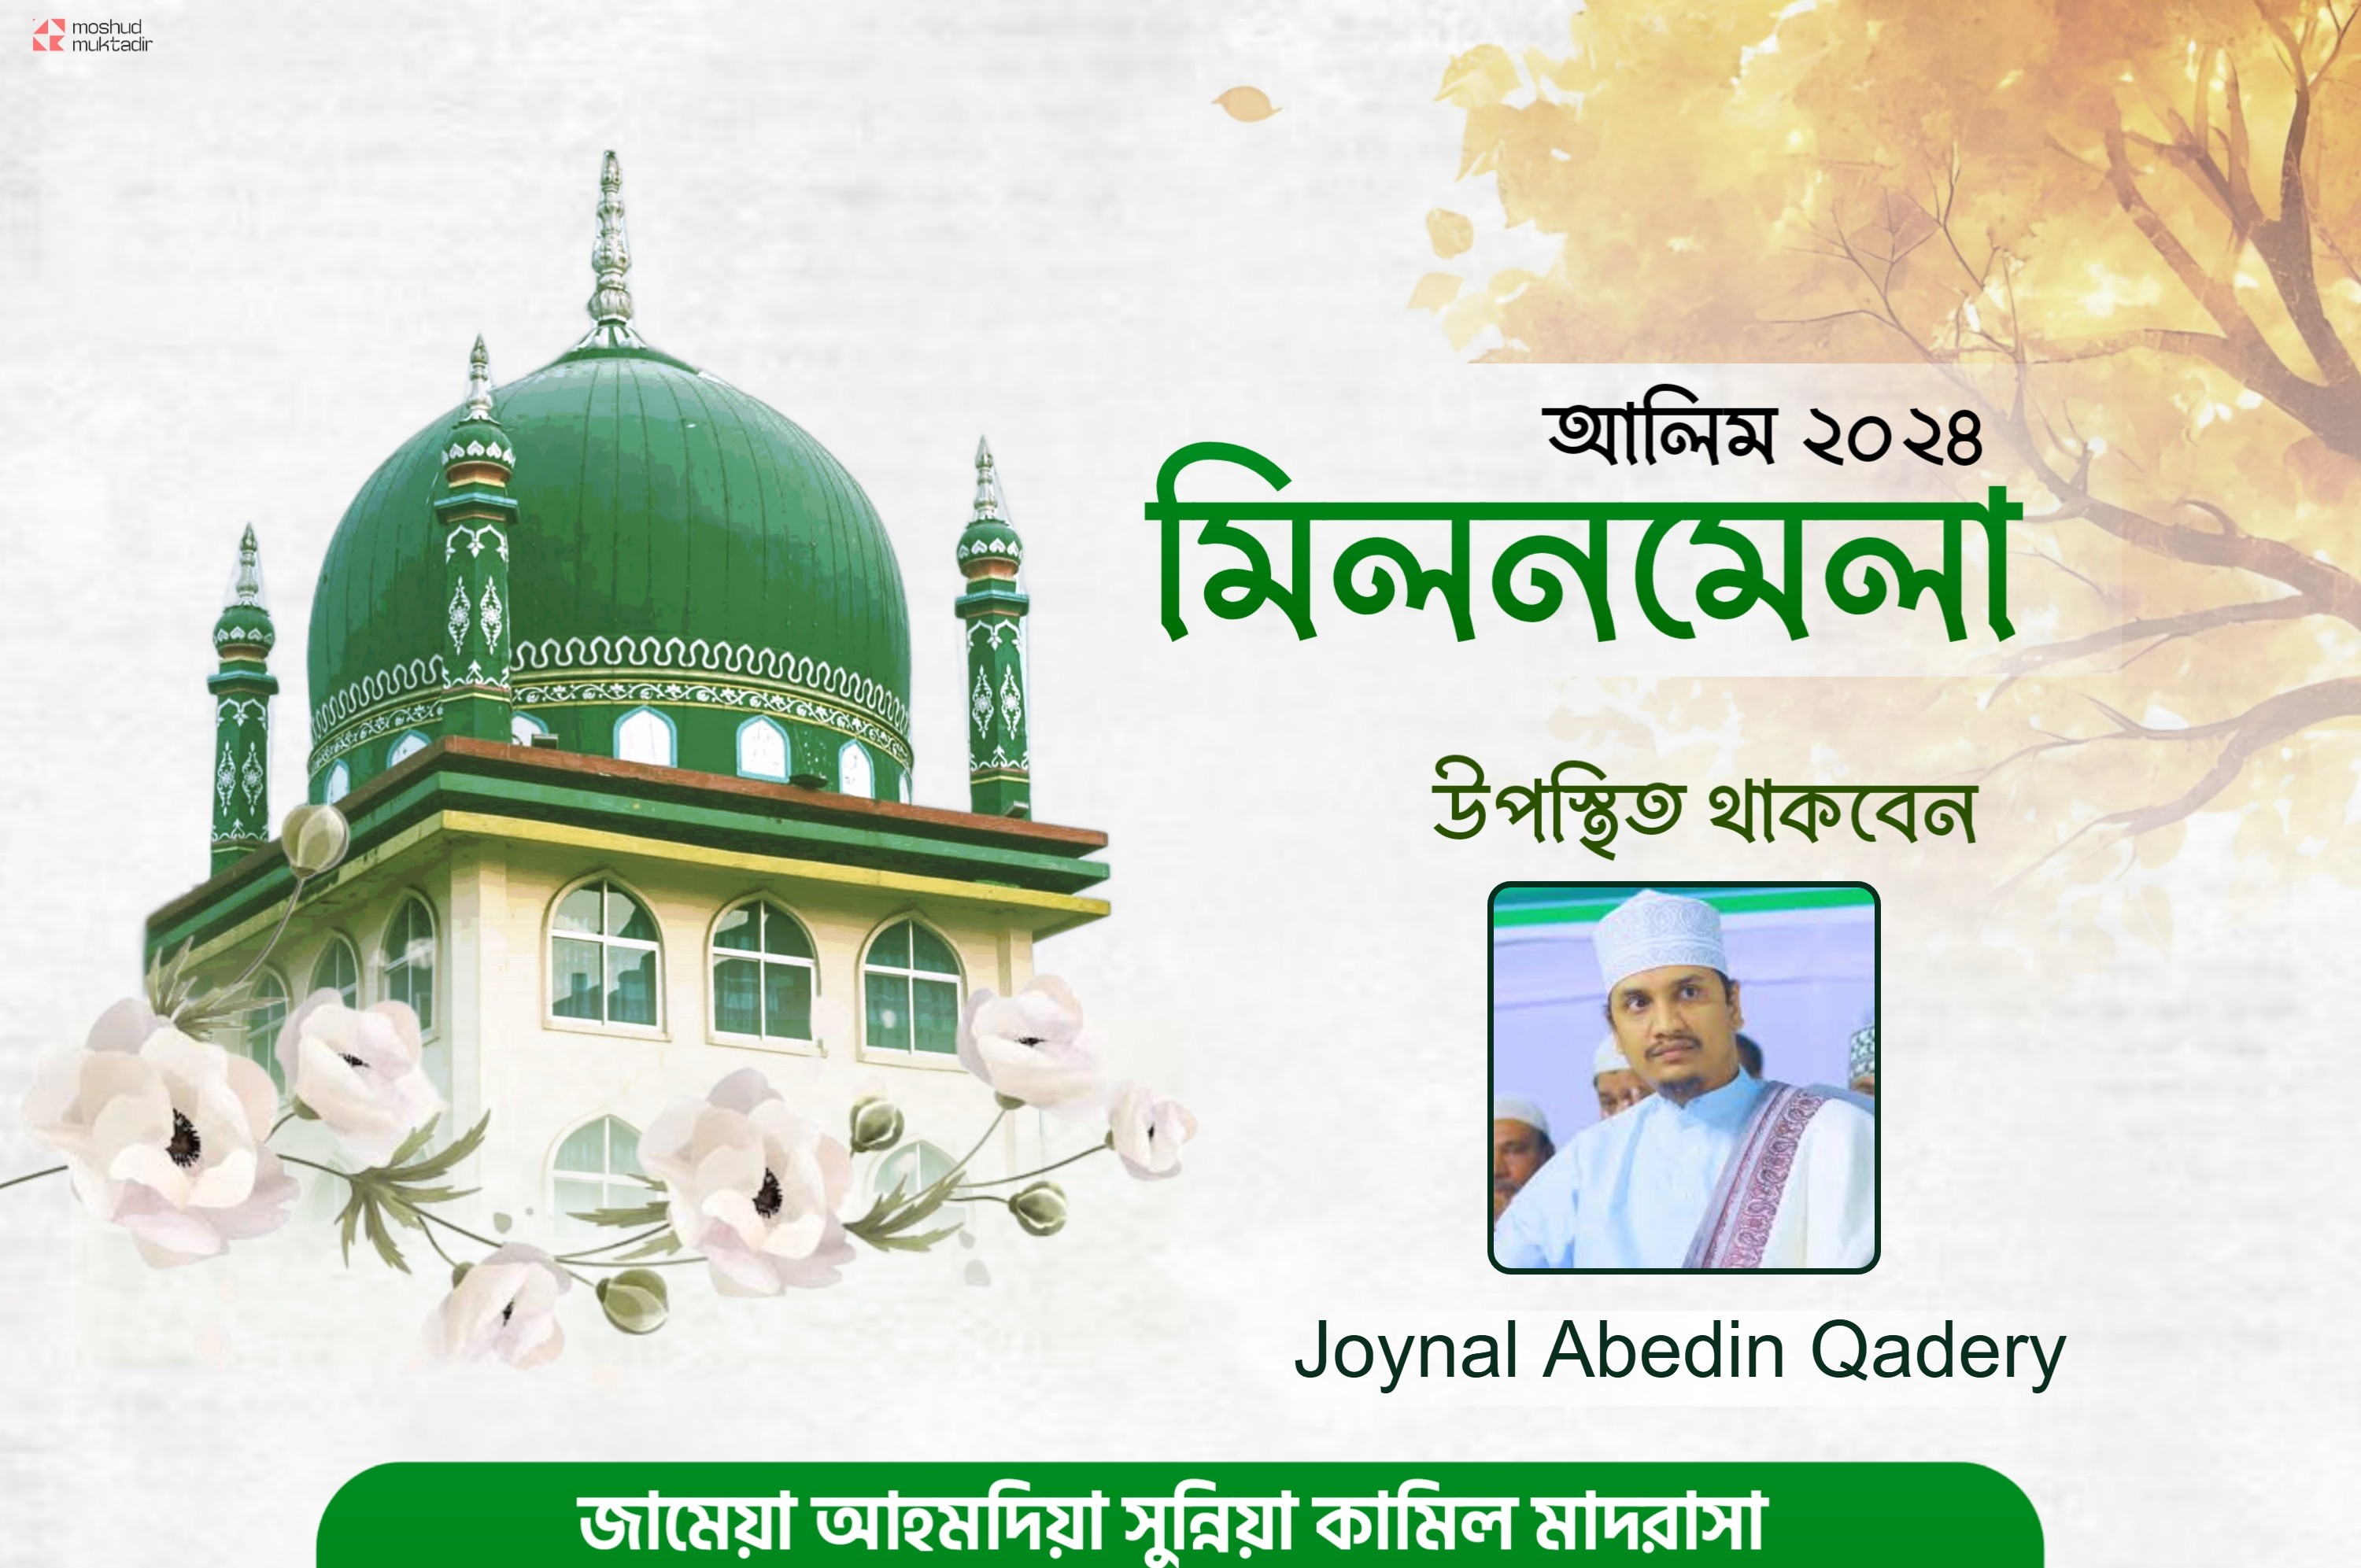 moshud
muktadir
আলিম ২০২৪
মিলনমেলা
উপস্থিত থাকবেন
Joynal Abedin Qadery
জামেয়া আহমদিয়া সুন্নিয়া কামিল মাদরাসা